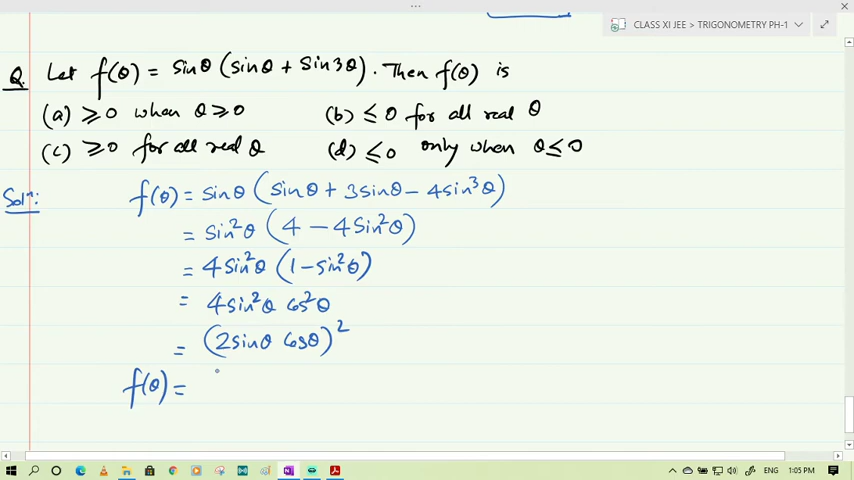 CLASS XI JEE > TRIGONOMETRY PH-1
Q. Let f(θ) = sinθ (sinθ + sin3θ). Then f(θ) is
(a) ≥0 when θ≥0 (b) ≤0 for all real θ
(c) ≥0 for all real θ (d) ≤0 only when θ≤0
Solⁿ: f(θ) = sinθ (sinθ + 3sinθ − 4sin³θ)
= sin²θ (4 − 4sin²θ)
= 4sin²θ (1−sin²θ)
= 4sin²θ cos²θ
= (2sinθ cosθ)²
f(θ) =
ENG 1:05 PM